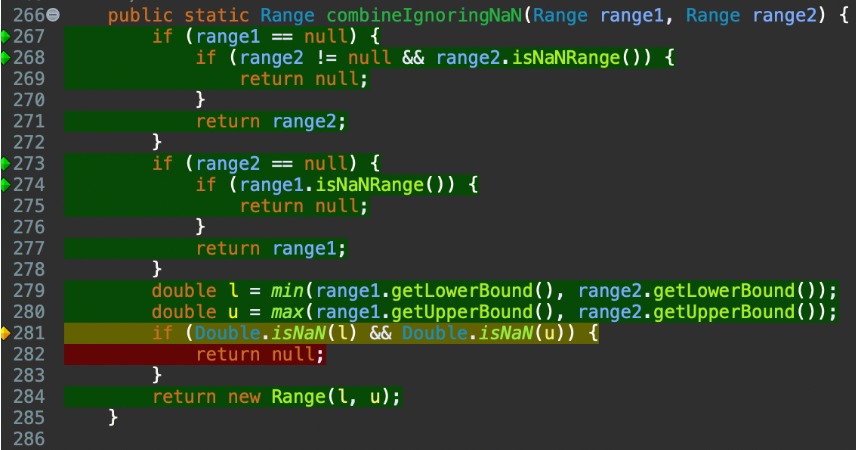 266 public static Range combineIgnoringNaN(Range range1, Range range2) {
267 if (range1 == null) {
268 if (range2 != null && range2.isNaNRange()) {
269 return null;
270 }
271 return range2;
272 }
273 if (range2 == null) {
274 if (range1.isNaNRange()) {
275 return null;
276 }
277 return range1;
278 }
279 double l = min(range1.getLowerBound(), range2.getLowerBound());
280 double u = max(range1.getUpperBound(), range2.getUpperBound());
281 if (Double.isNaN(l) && Double.isNaN(u)) {
282 return null;
283 }
284 return new Range(l, u);
285 }
286